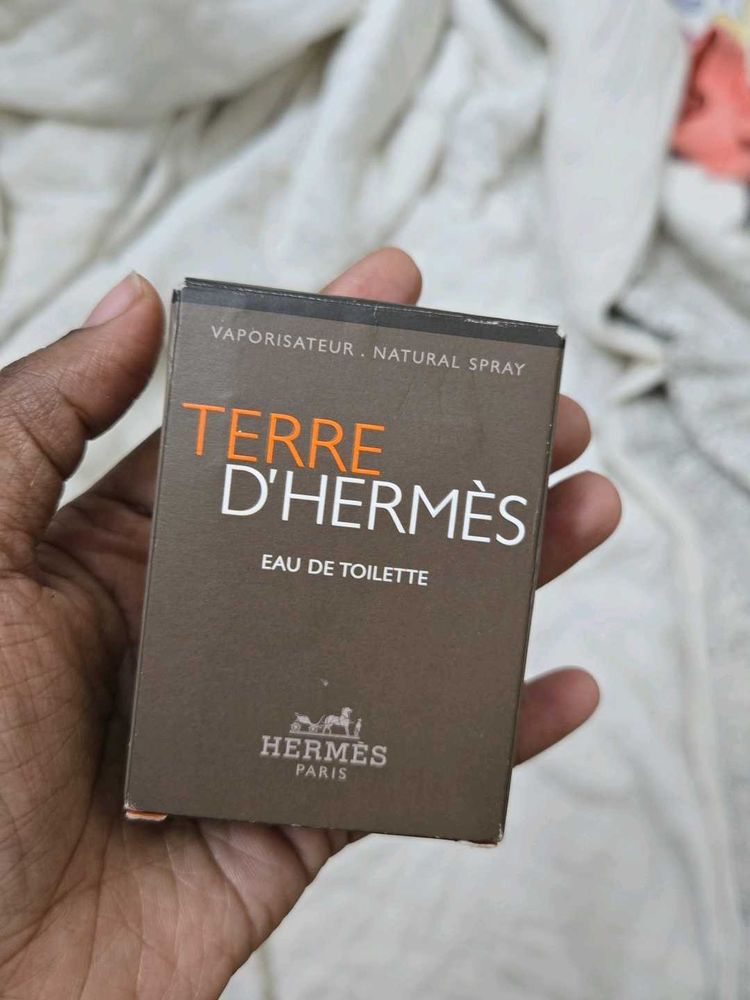 VAPORISATEUR . NATURAL SPRAY
TERRE
D'HERMÈS
EAU DE TOILETTE
HERMÈS
PARIS